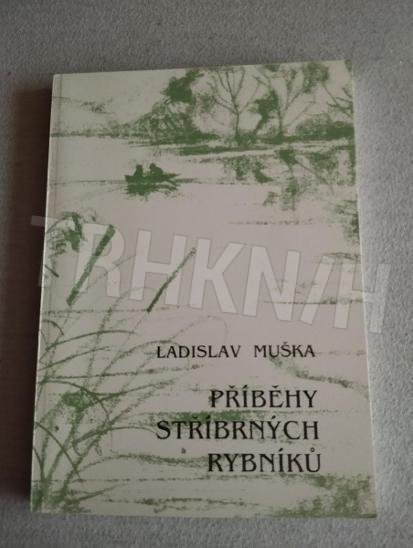 TRHKNIH
LADISLAV MUŠKA
PŘÍBĚHY
STŘÍBRNÝCH
RYBNÍKŮ